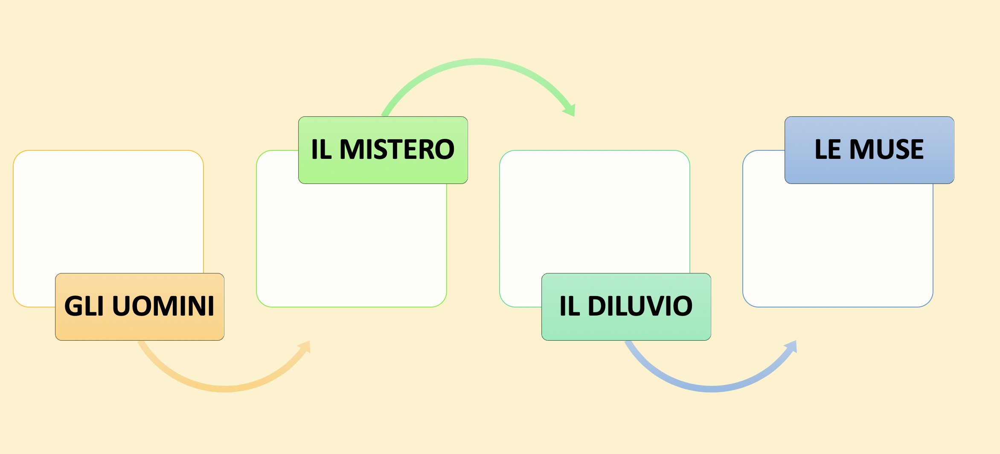 GLI UOMINI
IL MISTERO
IL DILUVIO
LE MUSE